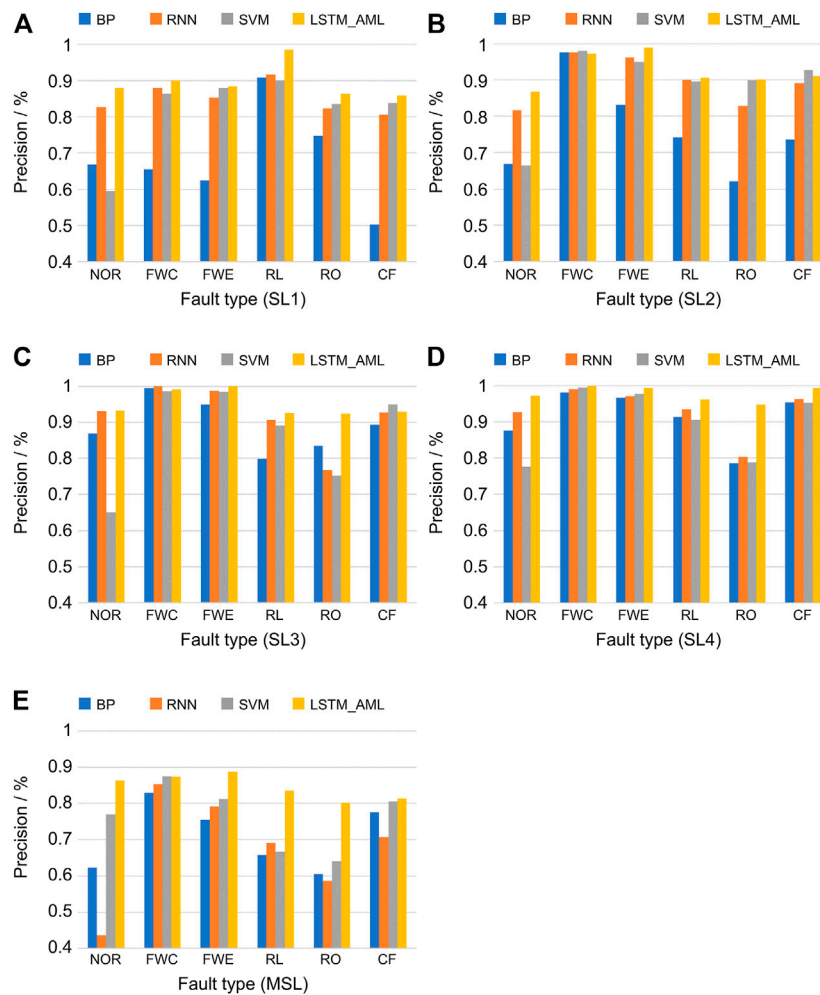 A
BP RNN SVM LSTM_AML
Precision / %
1
0.9
0.8
0.7
0.6
0.5
0.4
NOR FWC FWE RL RO CF
Fault type (SL1)
B
BP RNN SVM LSTM_AML
Precision / %
1
0.9
0.8
0.7
0.6
0.5
0.4
NOR FWC FWE RL RO CF
Fault type (SL2)
C
BP RNN SVM LSTM_AML
Precision / %
1
0.9
0.8
0.7
0.6
0.5
0.4
NOR FWC FWE RL RO CF
Fault type (SL3)
D
BP RNN SVM LSTM_AML
Precision / %
1
0.9
0.8
0.7
0.6
0.5
0.4
NOR FWC FWE RL RO CF
Fault type (SL4)
E
BP RNN SVM LSTM_AML
Precision / %
1
0.9
0.8
0.7
0.6
0.5
0.4
NOR FWC FWE RL RO CF
Fault type (MSL)